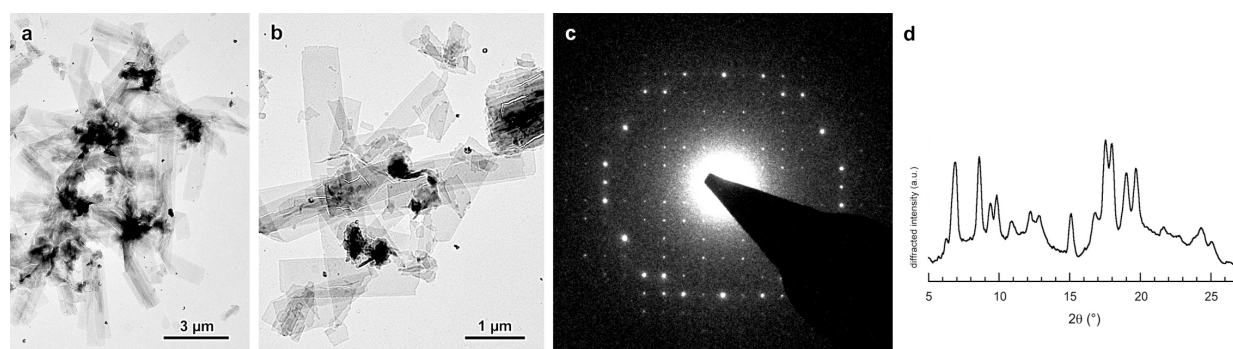 a
3 µm
b
1 µm
c
d
diffracted intensity (a.u.)
5 10 15 20 25
2θ (°)